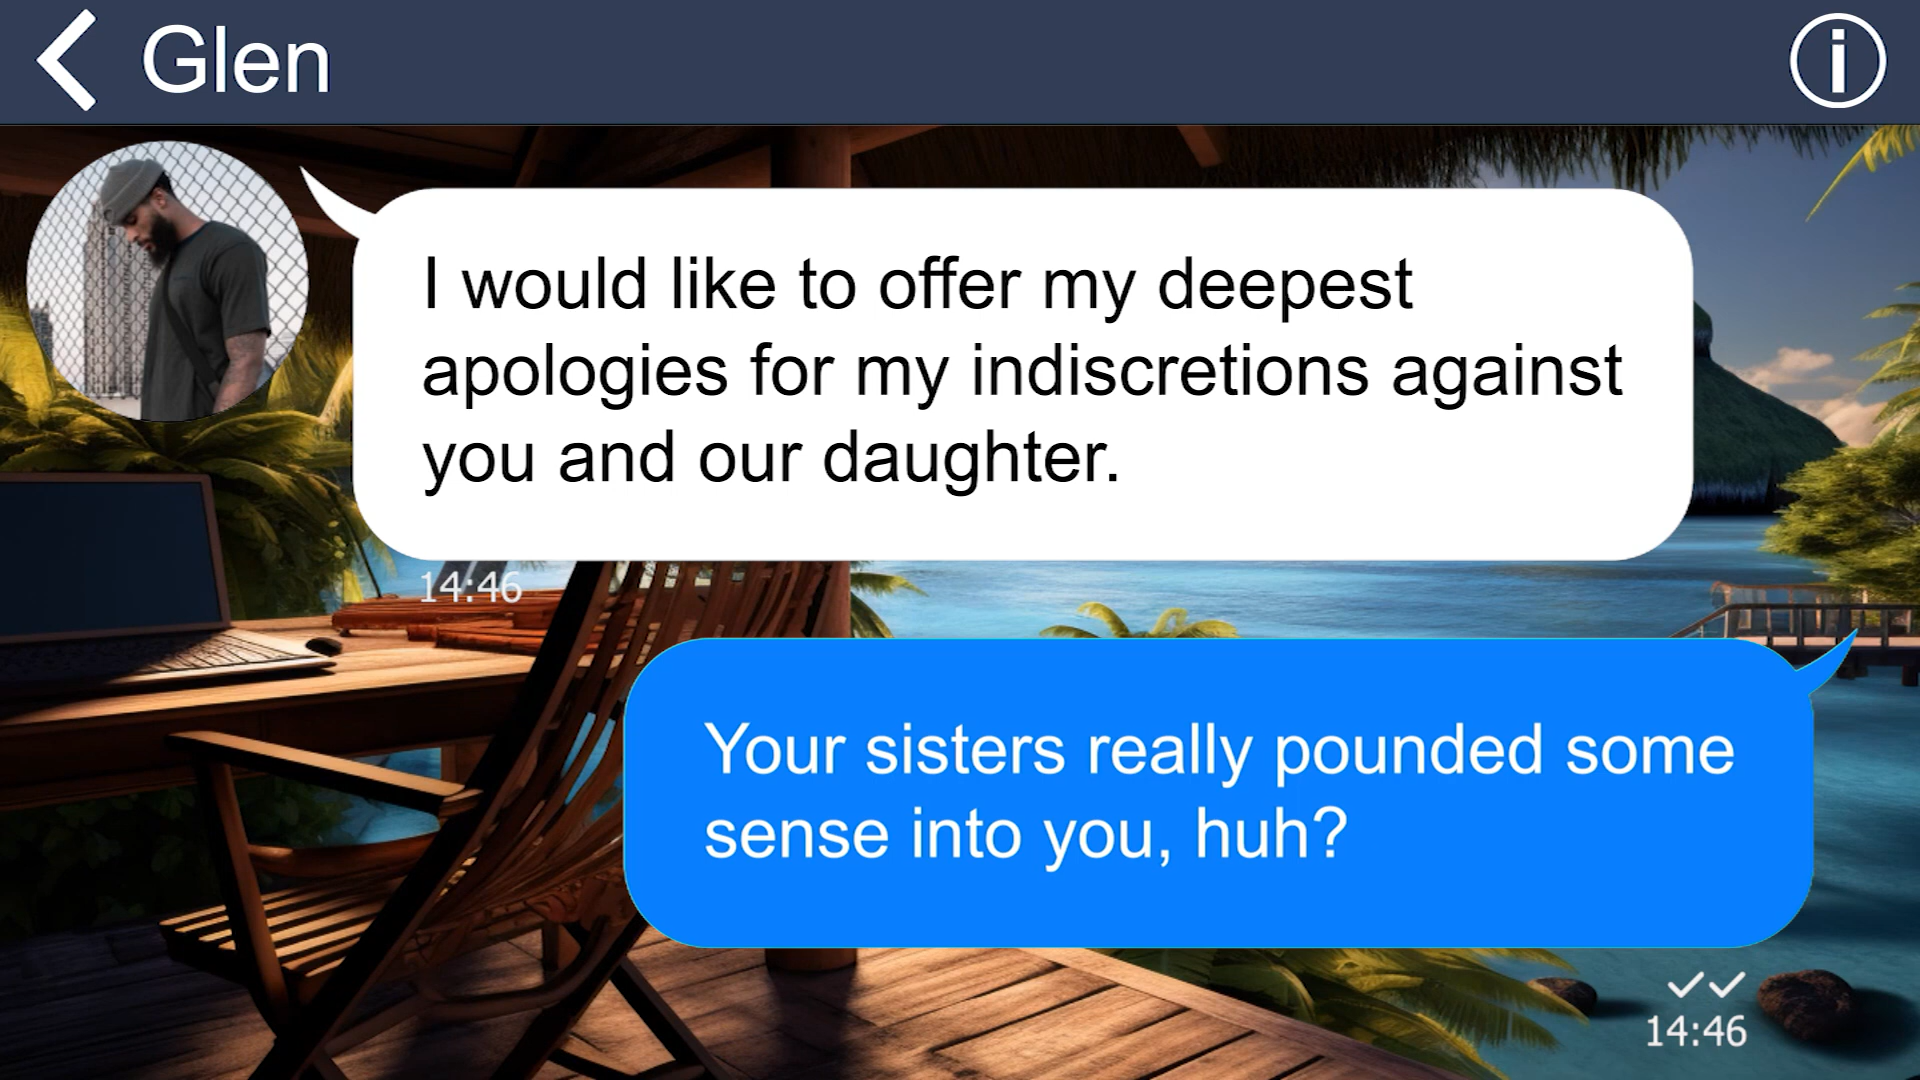 Glen
I would like to offer my deepest
apologies for my indiscretions against
you and our daughter.
14:46
Your sisters really pounded some
sense into you, huh?
14:46